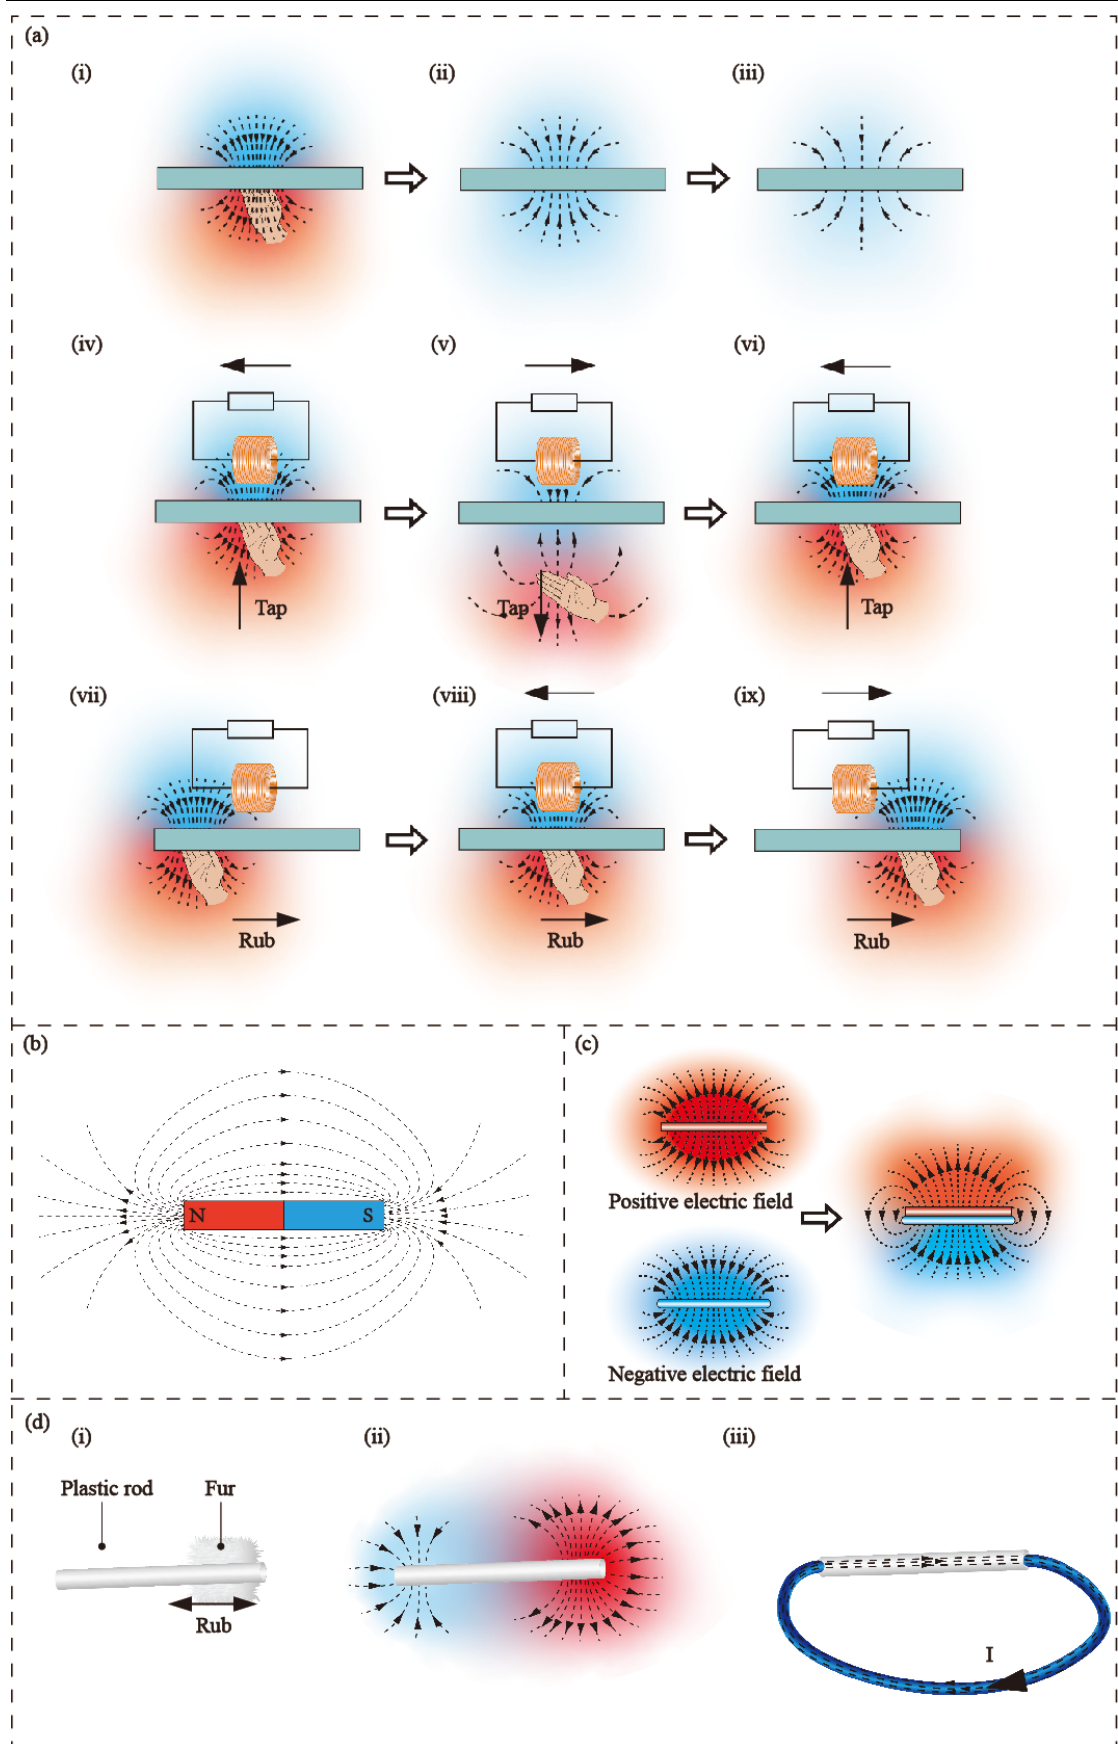 (a)
(i)
(ii)
(iii)
(iv)
(v)
(vi)
Tap
Tap
Tap
(vii)
(viii)
(ix)
Rub
Rub
Rub
(b)
N
S
(c)
Positive electric field
Negative electric field
(d)
(i)
(ii)
(iii)
Plastic rod
Fur
Rub
I